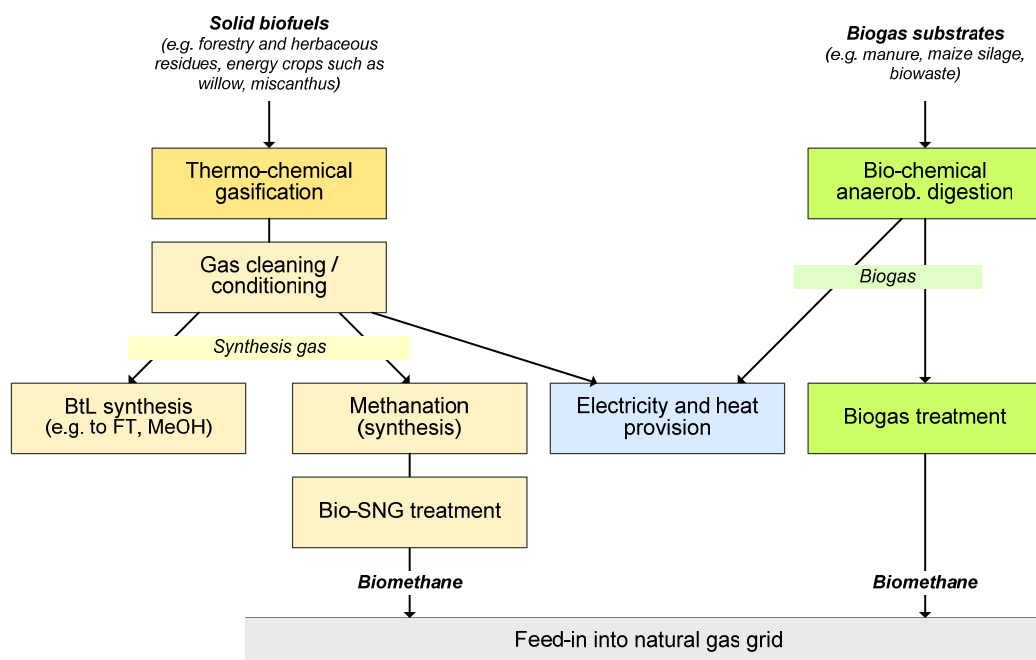 Solid biofuels
(e.g. forestry and herbaceous
residues, energy crops such as
willow, miscanthus)
Biogas substrates
(e.g. manure, maize silage,
biowaste)
Thermo-chemical
gasification
Bio-chemical
anaerob. digestion
Gas cleaning /
conditioning
Biogas
Synthesis gas
BtL synthesis
(e.g. to FT, MeOH)
Methanation
(synthesis)
Electricity and heat
provision
Biogas treatment
Bio-SNG treatment
Biomethane
Biomethane
Feed-in into natural gas grid